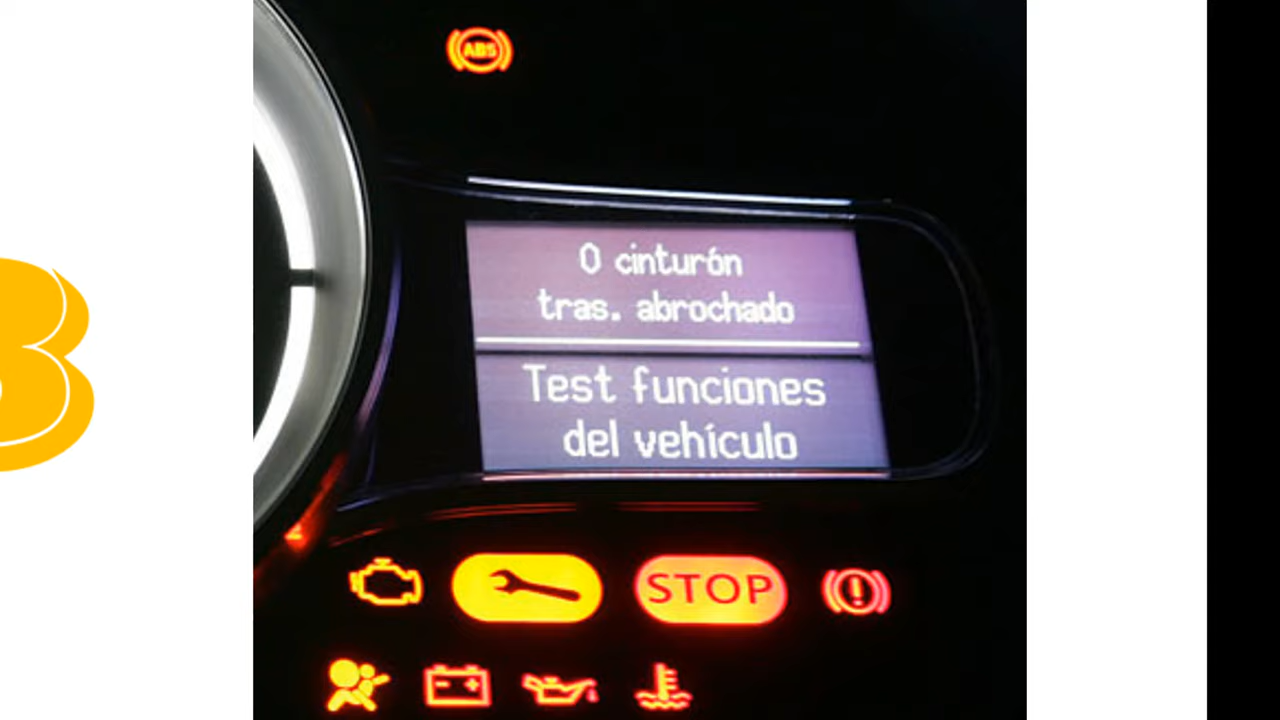 ABS
0 cinturón
tras. abrochado
Test funciones
del vehículo
STOP